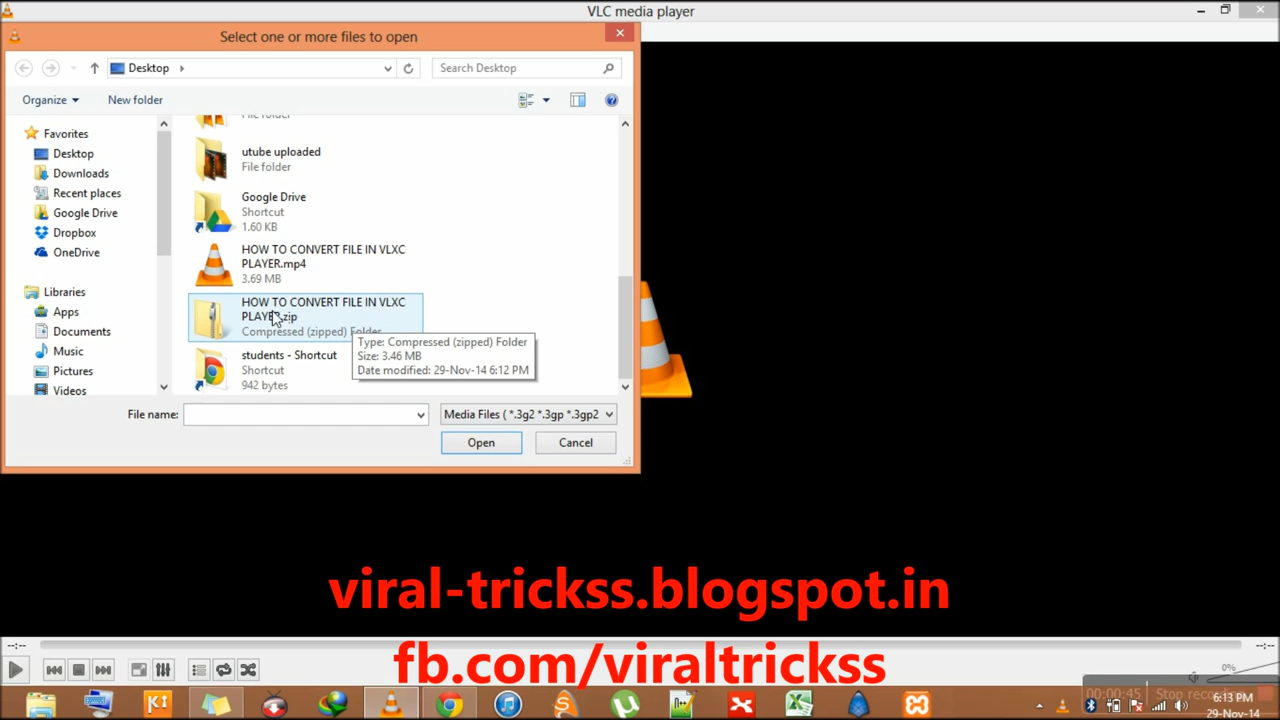 VLC media player
Select one or more files to open
Desktop
Search Desktop
Organize
New folder
Favorites
Desktop
Downloads
Recent places
Google Drive
Dropbox
OneDrive
Libraries
Apps
Documents
Music
Pictures
Videos
File folder
utube uploaded
File folder
Google Drive
Shortcut
1.60 KB
HOW TO CONVERT FILE IN VLXC
PLAYER.mp4
3.69 MB
HOW TO CONVERT FILE IN VLXC
PLAYER.zip
Compressed (zipped) Folder
Type: Compressed (zipped) Folder
Size: 3.46 MB
Date modified: 29-Nov-14 6:12 PM
students - Shortcut
Shortcut
942 bytes
File name:
Media Files ( *.3g2 *.3gp *.3gp2
Open
Cancel
viral-trickss.blogspot.in
--:--
--:--
fb.com/viraltrickss
0%
Ki
n++
00:00:45
Stop
6:13 PM
29-Nov-14